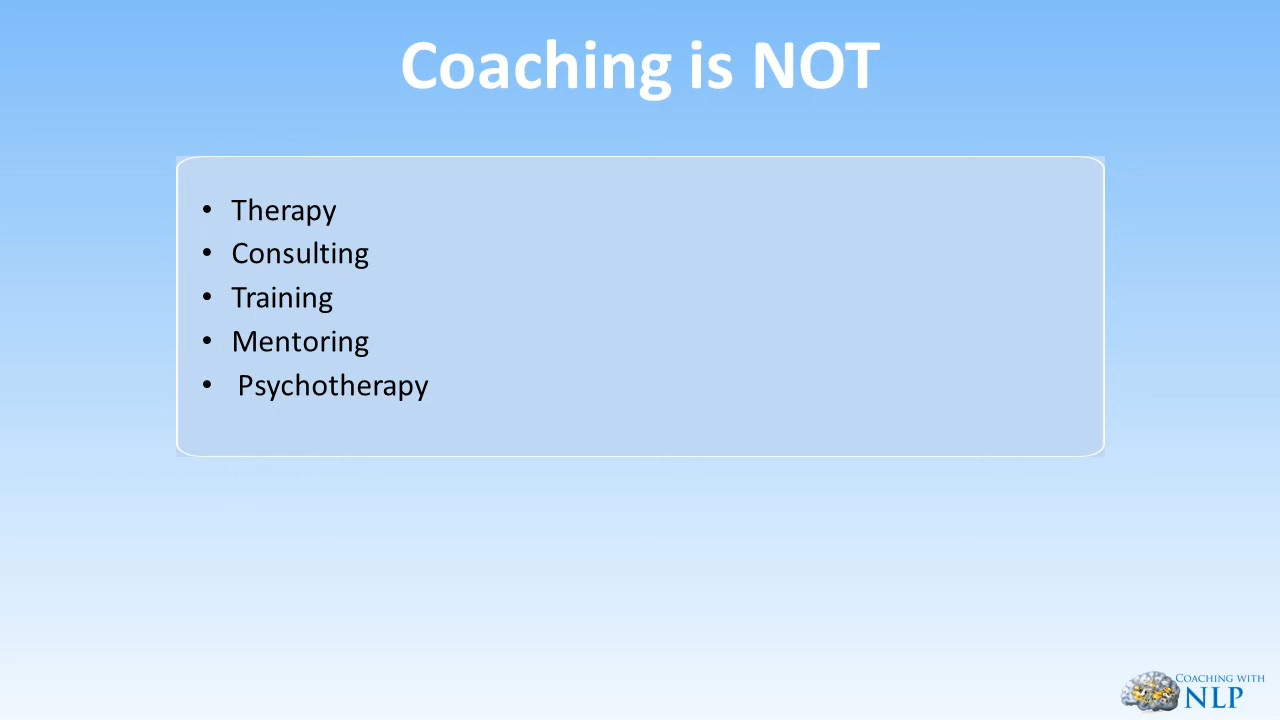 Coaching is NOT
• Therapy
• Consulting
• Training
• Mentoring
• Psychotherapy
COACHING WITH
NLP